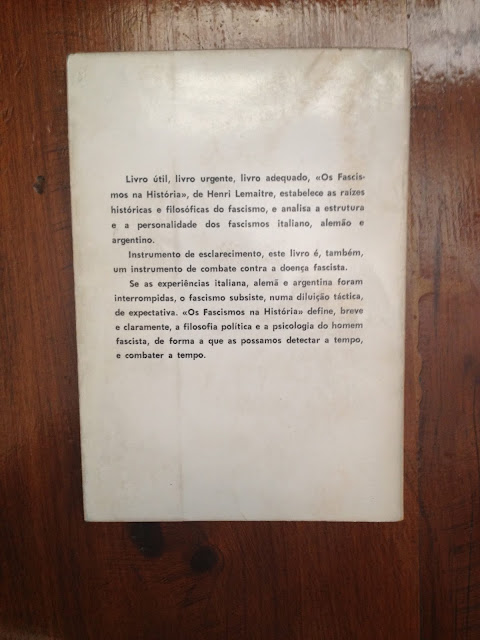 Livro útil, livro urgente, livro adequado, «Os Fascis-
mos na História», de Henri Lemaitre, estabelece as raízes
históricas e filosóficas do fascismo, e analisa a estrutura
e a personalidade dos fascismos italiano, alemão e
argentino.
Instrumento de esclarecimento, este livro é, também,
um instrumento de combate contra a doença fascista.
Se as experiências italiana, alemã e argentina foram
interrompidas, o fascismo subsiste, numa diluição táctica,
de expectativa. «Os Fascismos na História» define, breve
e claramente, a filosofia política e a psicologia do homem
fascista, de forma a que as possamos detectar a tempo,
e combater a tempo.